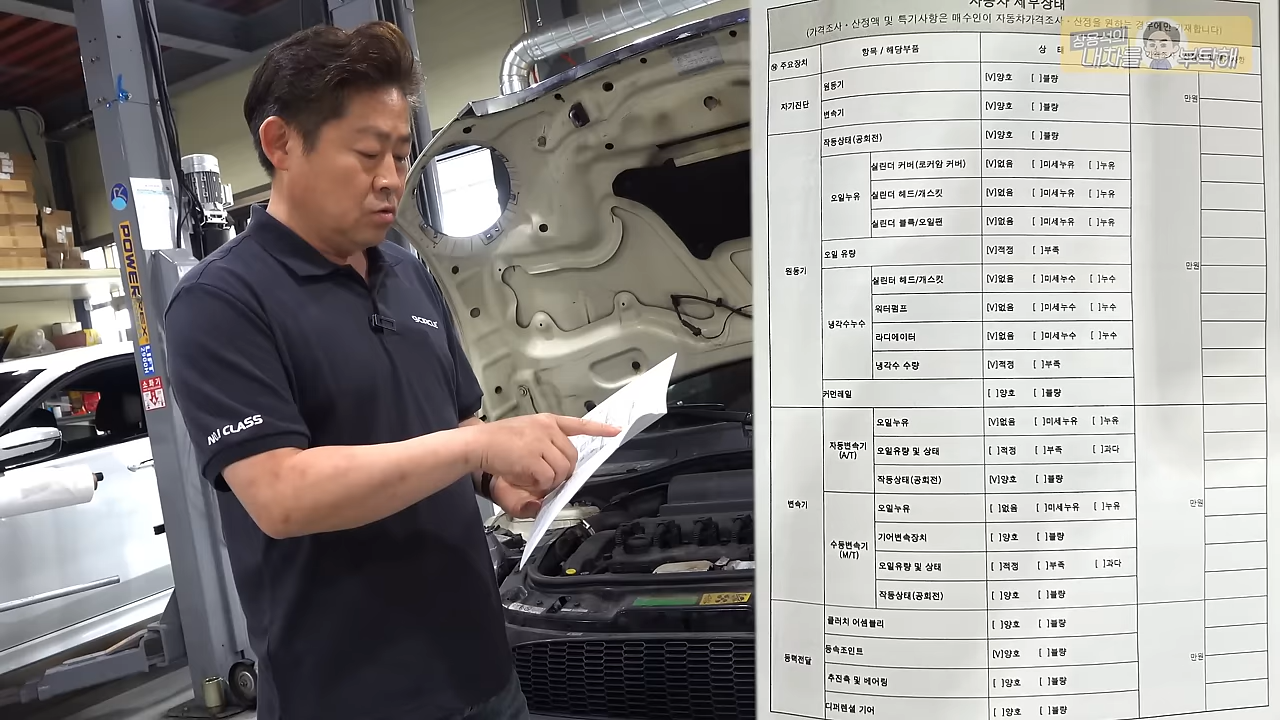 POWER
LIFT
소화기
NU CLASS
자동차 세부상태
(가격조사·산정액 및 특기사항은 매수인이 자동차가격조사·산정을 원하는 경우에만 기재합니다)
장용석의
내차를 부탁해
⑭ 주요장치 항목 / 해당부품 상 태
자기진단 원동기 [V]양호 [ ]불량 만원
변속기 [V]양호 [ ]불량
원동기 작동상태(공회전) [V]양호 [ ]불량 만원
오일누유 실린더 커버(로커암 커버) [V]없음 [ ]미세누유 [ ]누유
실린더 헤드/개스킷 [V]없음 [ ]미세누유 [ ]누유
실린더 블록/오일팬 [V]없음 [ ]미세누유 [ ]누유
오일 유량 [V]적정 [ ]부족
냉각수누수 실린더 헤드/개스킷 [V]없음 [ ]미세누수 [ ]누수
워터펌프 [V]없음 [ ]미세누수 [ ]누수
라디에이터 [V]없음 [ ]미세누수 [ ]누수
냉각수 수량 [V]적정 [ ]부족
커먼레일 [ ]양호 [ ]불량
변속기 자동변속기 (A/T) 오일누유 [V]없음 [ ]미세누유 [ ]누유 만원
오일유량 및 상태 [ ]적정 [ ]부족 [ ]과다
작동상태(공회전) [V]양호 [ ]불량
수동변속기 (M/T) 오일누유 [ ]없음 [ ]미세누유 [ ]누유
기어변속장치 [ ]양호 [ ]불량
오일유량 및 상태 [ ]적정 [ ]부족 [ ]과다
작동상태(공회전) [ ]양호 [ ]불량
동력전달 클러치 어셈블리 [ ]양호 [ ]불량 만원
등속조인트 [V]양호 [ ]불량
추진축 및 베어링 [ ]양호 [ ]불량
디퍼렌셜 기어 [ ]양호 [ ]불량